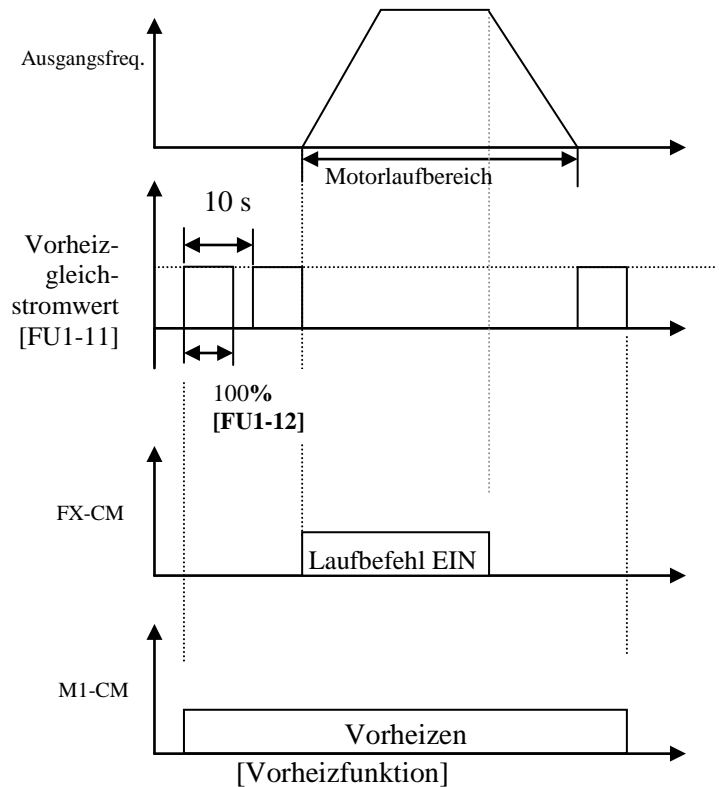 Ausgangsfreq.
Motorlaufbereich
10 s
Vorheiz-
gleich-
stromwert
[FU1-11]
100%
[FU1-12]
FX-CM
Laufbefehl EIN
M1-CM
Vorheizen
[Vorheizfunktion]